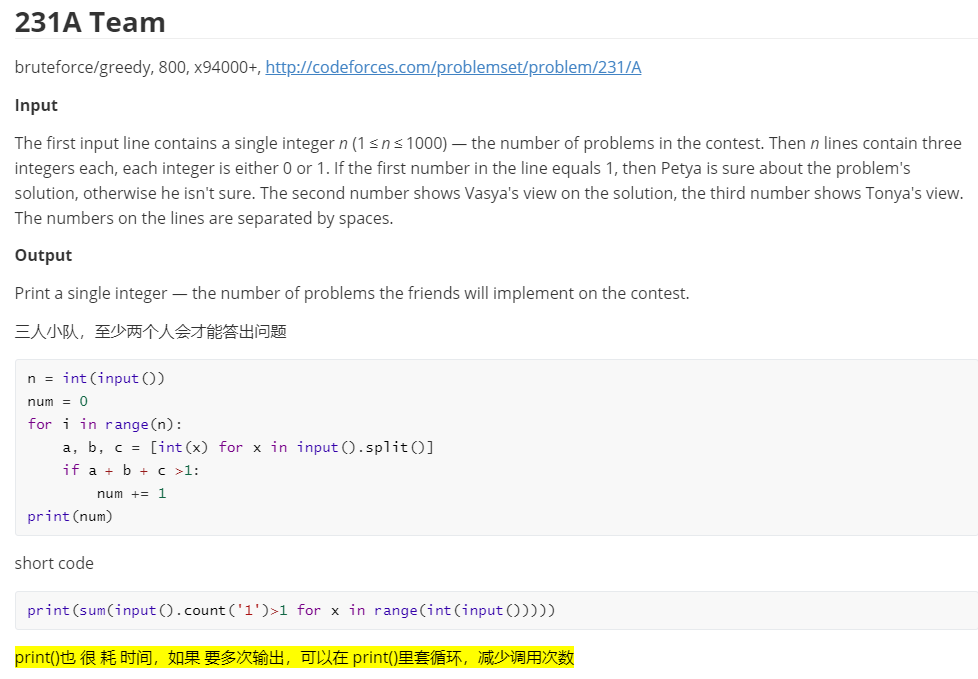 231A Team
bruteforce/greedy, 800, x94000+, http://codeforces.com/problemset/problem/231/A
Input
The first input line contains a single integer n (1 ≤ n ≤ 1000) — the number of problems in the contest. Then n lines contain three
integers each, each integer is either 0 or 1. If the first number in the line equals 1, then Petya is sure about the problem's
solution, otherwise he isn't sure. The second number shows Vasya's view on the solution, the third number shows Tonya's view.
The numbers on the lines are separated by spaces.
Output
Print a single integer — the number of problems the friends will implement on the contest.
三人小队，至少两个人会才能答出问题
n = int(input())
num = 0
for i in range(n):
    a, b, c = [int(x) for x in input().split()]
    if a + b + c >1:
        num += 1
print(num)
short code
print(sum(input().count('1')>1 for x in range(int(input()))))
print()也 很 耗 时间，如果 要多次输出，可以在 print()里套循环，减少调用次数